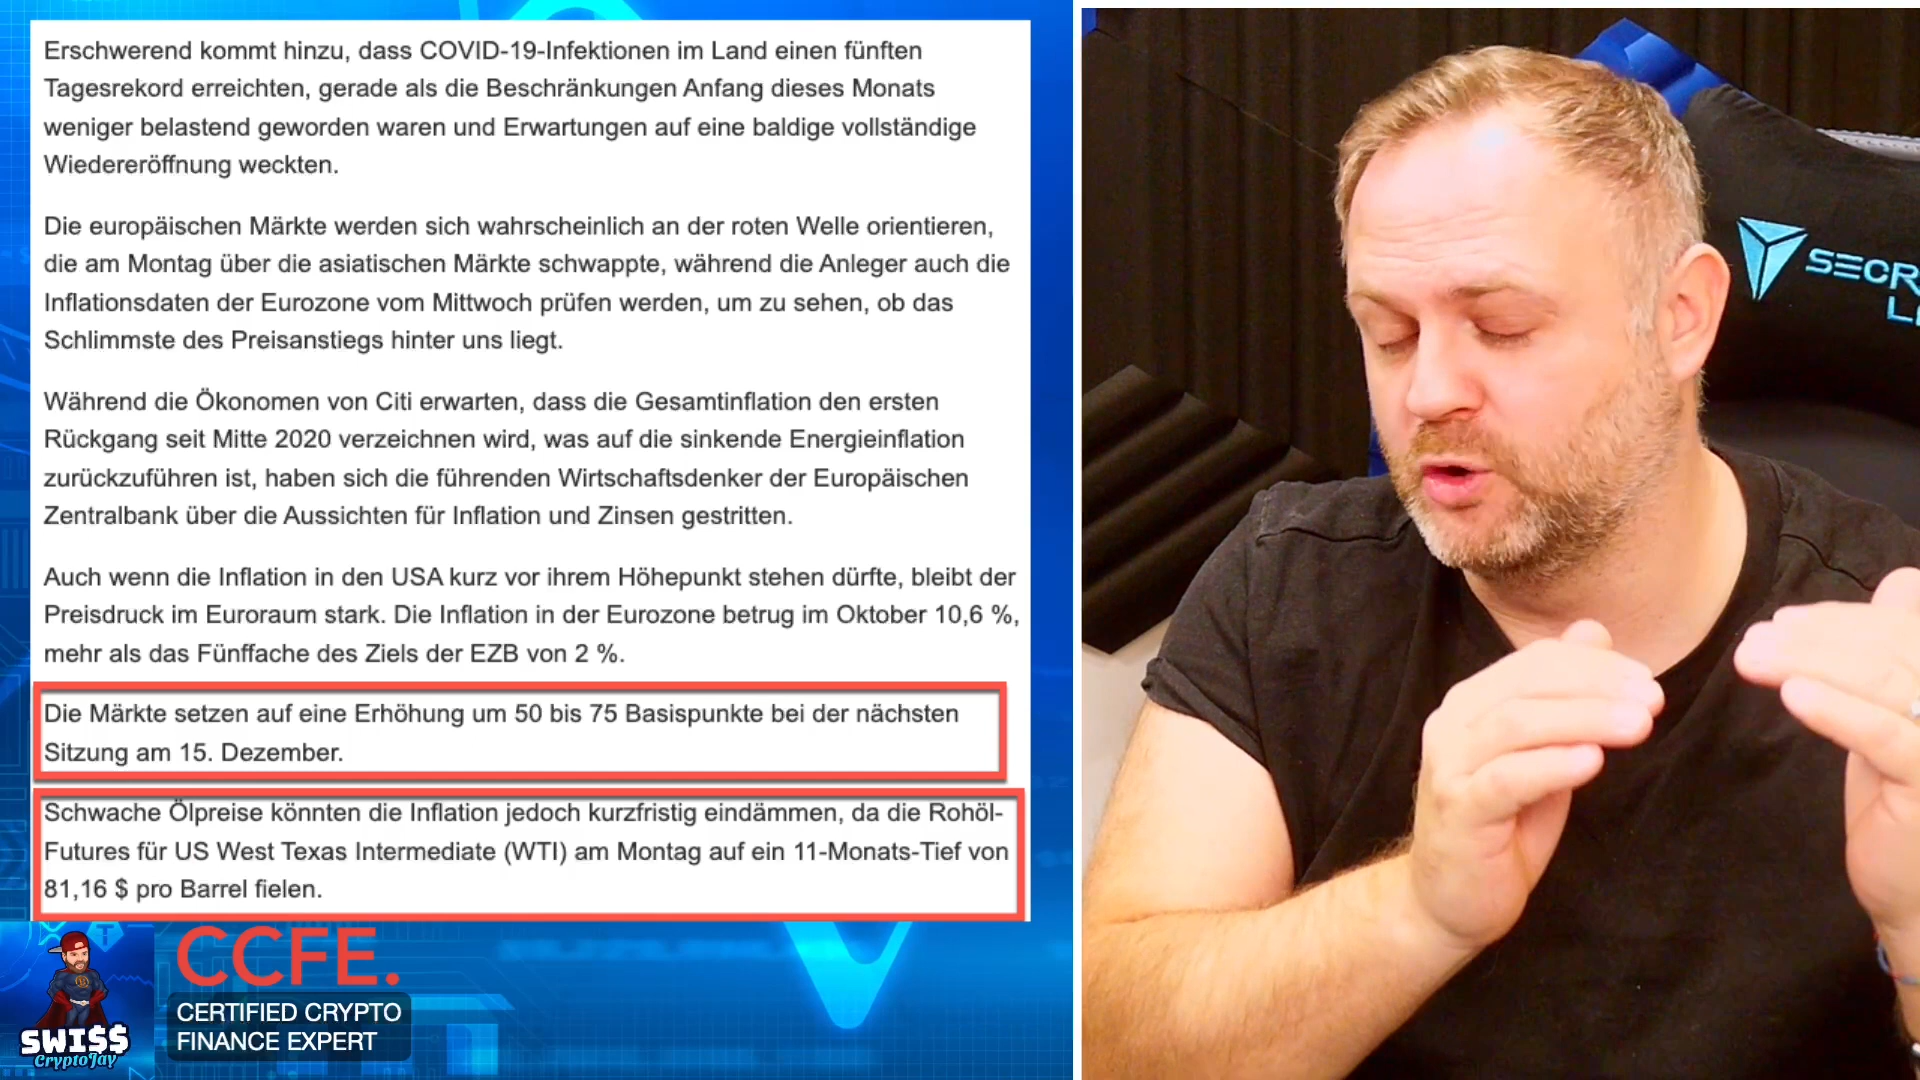 Erschwerend kommt hinzu, dass COVID-19-Infektionen im Land einen fünften
Tagesrekord erreichten, gerade als die Beschränkungen Anfang dieses Monats
weniger belastend geworden waren und Erwartungen auf eine baldige vollständige
Wiedereröffnung weckten.
Die europäischen Märkte werden sich wahrscheinlich an der roten Welle orientieren,
die am Montag über die asiatischen Märkte schwappte, während die Anleger auch die
Inflationsdaten der Eurozone vom Mittwoch prüfen werden, um zu sehen, ob das
Schlimmste des Preisanstiegs hinter uns liegt.
Während die Ökonomen von Citi erwarten, dass die Gesamtinflation den ersten
Rückgang seit Mitte 2020 verzeichnen wird, was auf die sinkende Energieinflation
zurückzuführen ist, haben sich die führenden Wirtschaftsdenker der Europäischen
Zentralbank über die Aussichten für Inflation und Zinsen gestritten.
Auch wenn die Inflation in den USA kurz vor ihrem Höhepunkt stehen dürfte, bleibt der
Preisdruck im Euroraum stark. Die Inflation in der Eurozone betrug im Oktober 10,6 %,
mehr als das Fünffache des Ziels der EZB von 2 %.
Die Märkte setzen auf eine Erhöhung um 50 bis 75 Basispunkte bei der nächsten
Sitzung am 15. Dezember.
Schwache Ölpreise könnten die Inflation jedoch kurzfristig eindämmen, da die Rohöl-
Futures für US West Texas Intermediate (WTI) am Montag auf ein 11-Monats-Tief von
81,16 $ pro Barrel fielen.
CCFE.
CERTIFIED CRYPTO
FINANCE EXPERT
SWI$$
CryptoJay
SECR
L